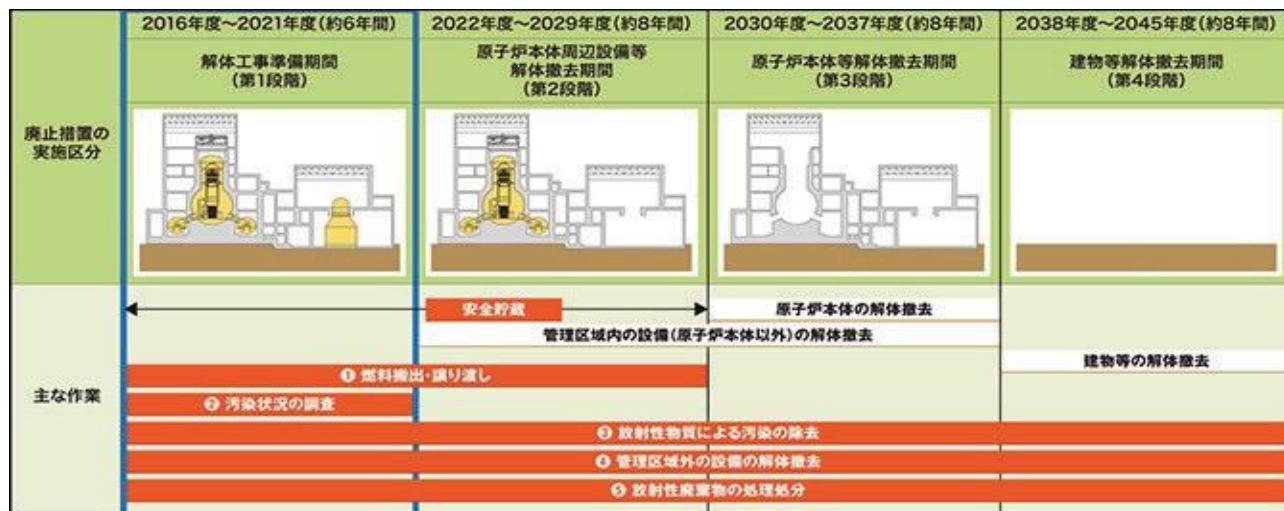 2016年度～2021年度(約6年間)
2022年度～2029年度(約8年間)
2030年度～2037年度(約8年間)
2038年度～2045年度(約8年間)
廃止措置の
実施区分
解体工事準備期間
(第1段階)
原子炉本体周辺設備等
解体撤去期間
(第2段階)
原子炉本体等解体撤去期間
(第3段階)
建物等解体撤去期間
(第4段階)
主な作業
安全貯蔵
原子炉本体の解体撤去
管理区域内の設備(原子炉本体以外)の解体撤去
建物等の解体撤去
❶ 燃料搬出・譲り渡し
❷ 汚染状況の調査
❸ 放射性物質による汚染の除去
❹ 管理区域外の設備の解体撤去
❺ 放射性廃棄物の処理処分